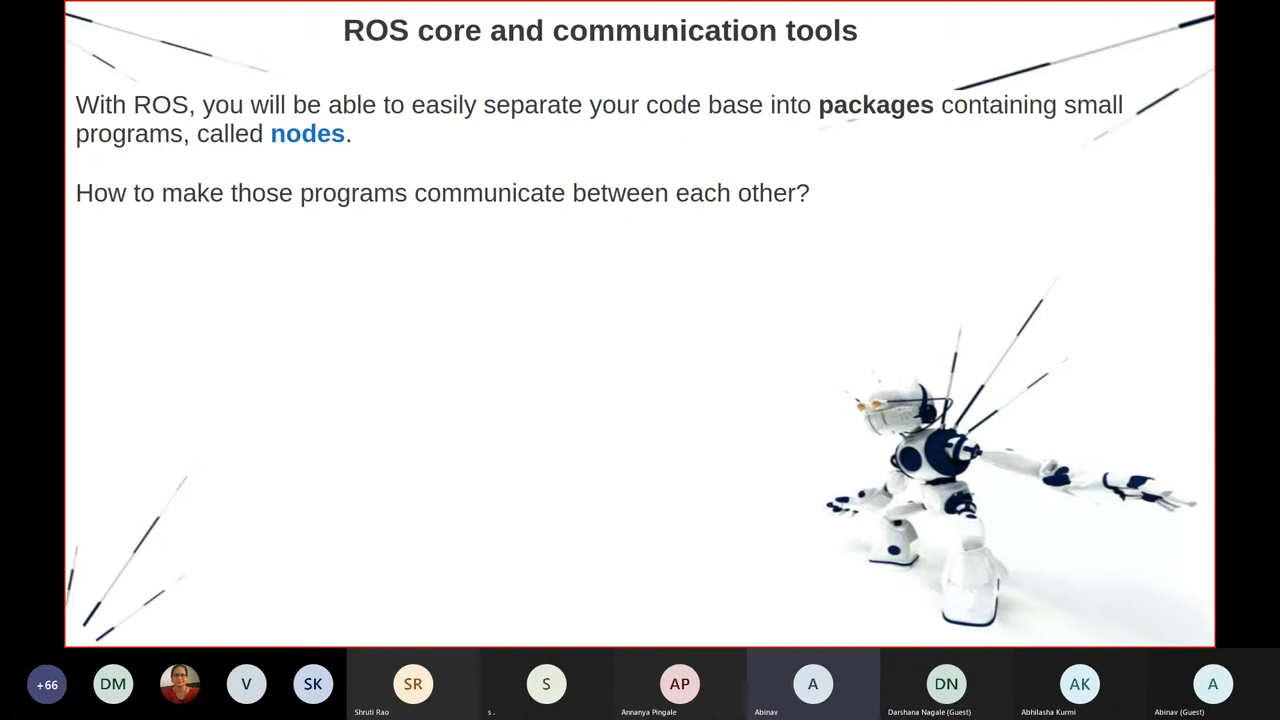 ROS core and communication tools
With ROS, you will be able to easily separate your code base into packages containing small
programs, called nodes.
How to make those programs communicate between each other?
+66
DM
V
SK
SR
S
AP
A
DN
AK
A
Shruti Rao
s .
Annanya Pingale
Abinav
Darshana Nagale (Guest)
Abhilasha Kurmi
Abinav (Guest)